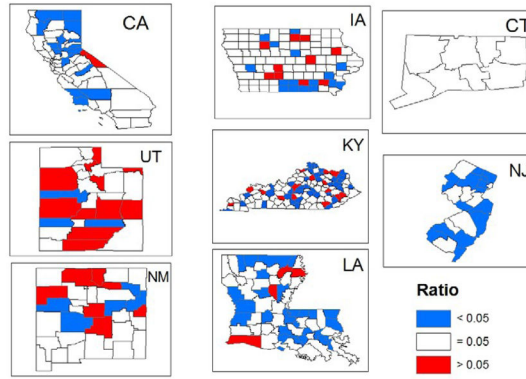 CA
IA
CT
UT
KY
NJ
NM
LA
Ratio
< 0.05
= 0.05
> 0.05